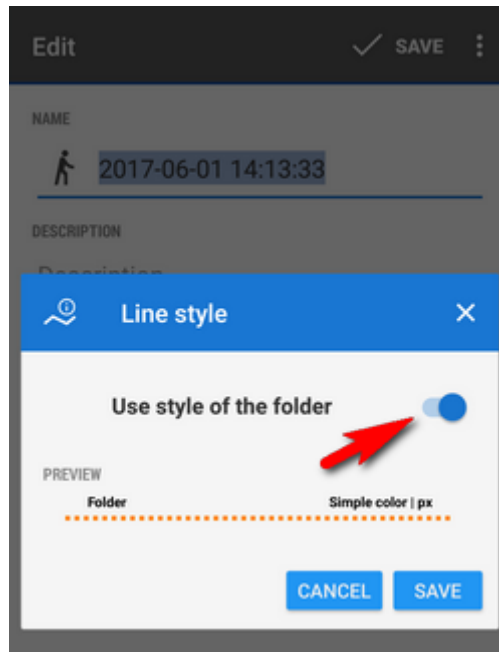 Edit SAVE
NAME
2017-06-01 14:13:33
DESCRIPTION
Description
Line style
Use style of the folder
PREVIEW
Folder Simple color | px
CANCEL SAVE